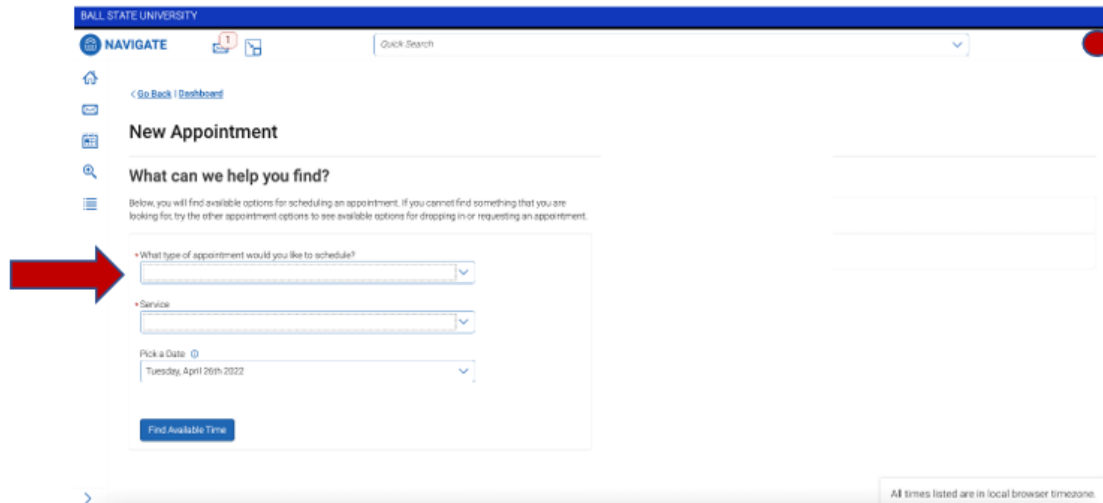 BALL STATE UNIVERSITY
NAVIGATE
1
Quick Search
< Go Back | Dashboard
New Appointment
What can we help you find?
Below, you will find available options for scheduling an appointment. If you cannot find something that you are
looking for, try the other appointment options to see available options for dropping in or requesting an appointment.
*What type of appointment would you like to schedule?
*Service
Pick a Date
Tuesday, April 26th 2022
Find Available Time
All times listed are in local browser timezone.